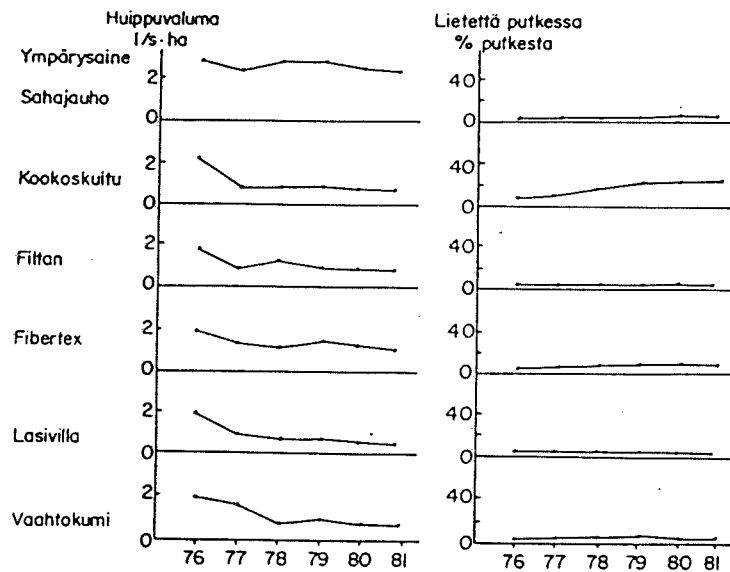 Huippuvaluma Lietettä putkessa
l/s·ha % putkesta
Ympärysaine 2 40
Sahajauho 0 0
Kookoskuitu 2 0 40 0
Filtan 2 0 40 0
Fibertex 2 0 40 0
Lasivilla 2 0 40 0
Vaahtokumi 2 0 40 0
76 77 78 79 80 81 76 77 78 79 80 81